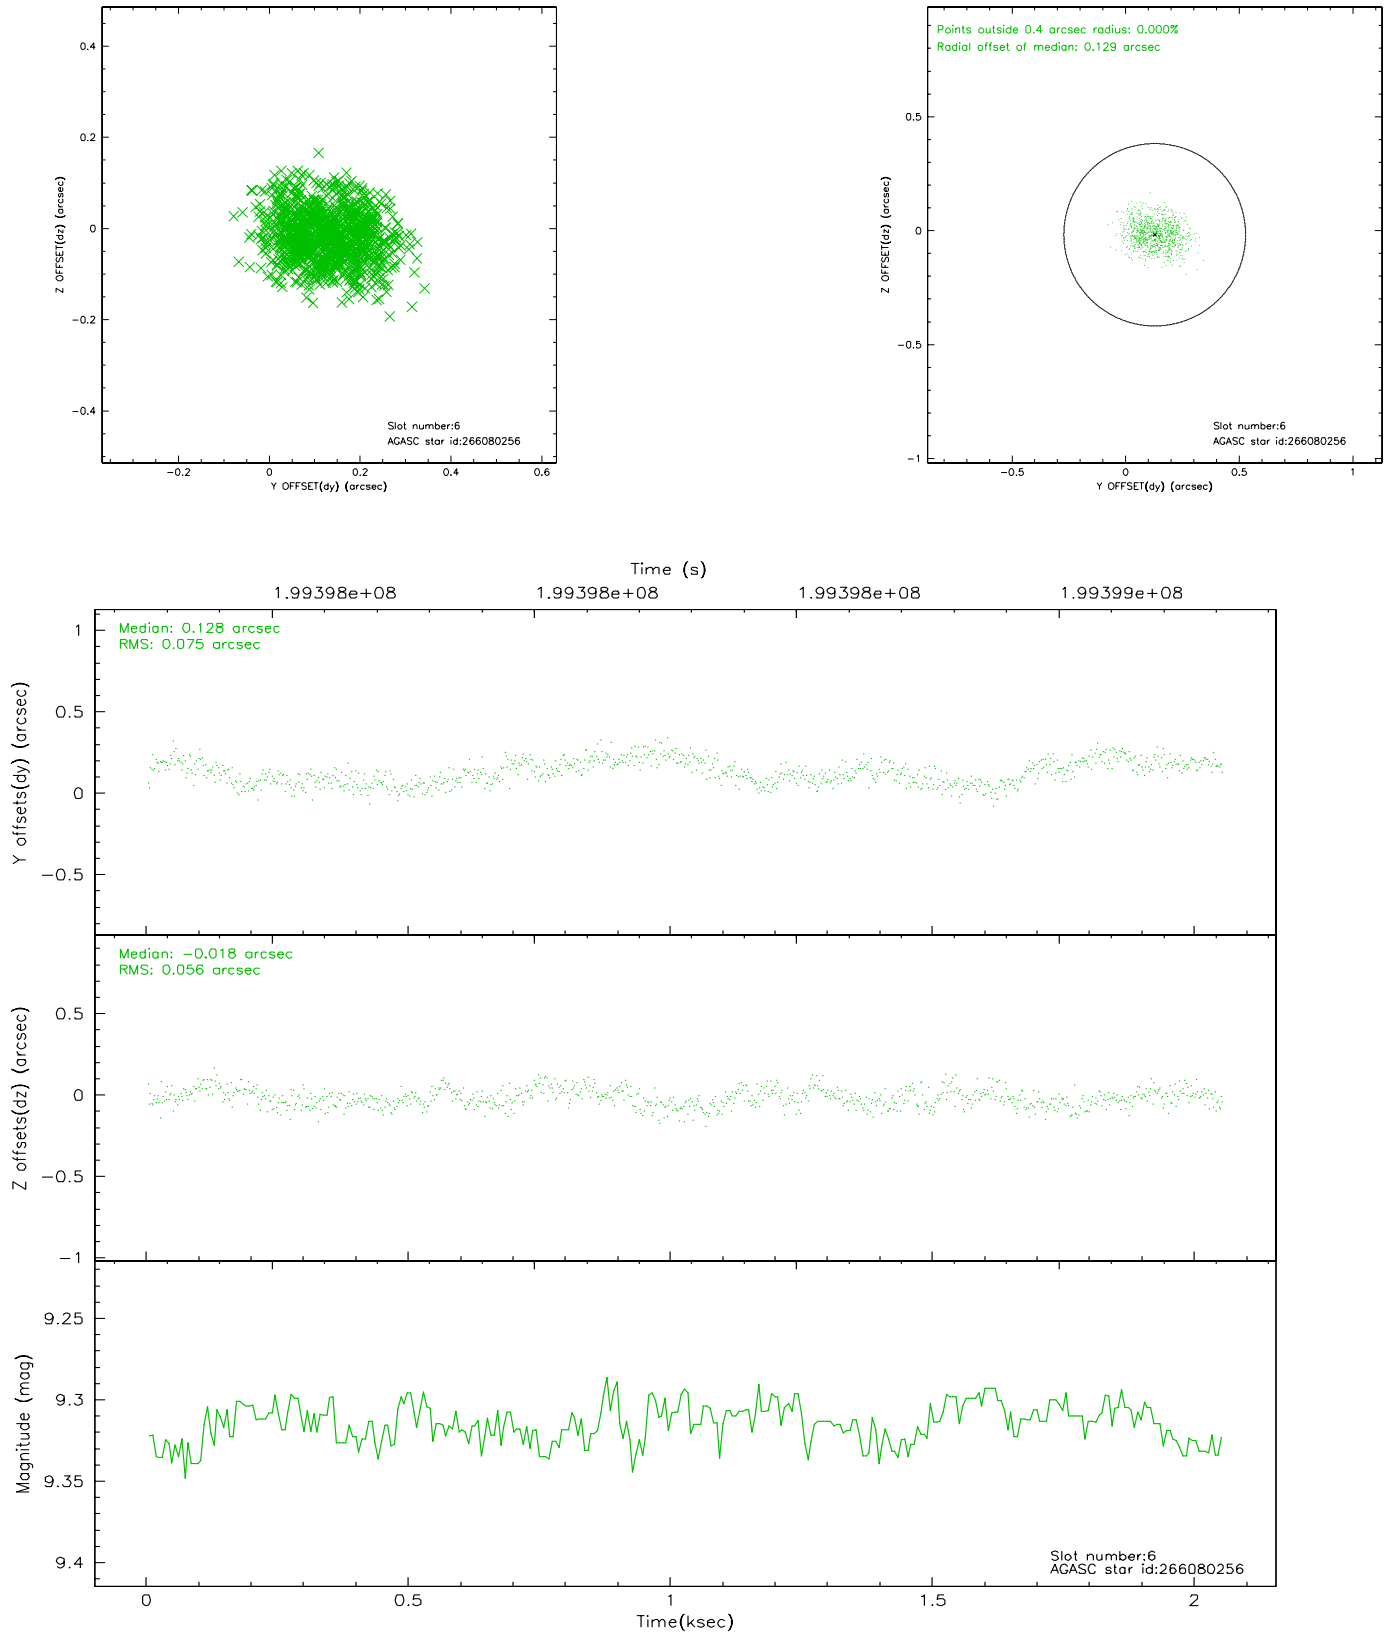 0.4
0.2
0
−0.2
−0.4
Z OFFSET(dz) (arcsec)
Slot number:6
AGASC star id:266080256
−0.2 0 0.2 0.4 0.6
Y OFFSET(dy) (arcsec)
Points outside 0.4 arcsec radius: 0.000%
Radial offset of median: 0.129 arcsec
0.5
0
−0.5
−1
Z OFFSET(dz) (arcsec)
Slot number:6
AGASC star id:266080256
−0.5 0 0.5 1
Y OFFSET(dy) (arcsec)
Time (s)
1.99398e+08 1.99398e+08 1.99398e+08 1.99399e+08
Median: 0.128 arcsec
RMS: 0.075 arcsec
1
0.5
0
−0.5
Y offsets(dy) (arcsec)
Median: −0.018 arcsec
RMS: 0.056 arcsec
0.5
0
−0.5
−1
Z offsets(dz) (arcsec)
9.25
9.3
9.35
9.4
Magnitude (mag)
Slot number:6
AGASC star id:266080256
0 0.5 1 1.5 2
Time(ksec)